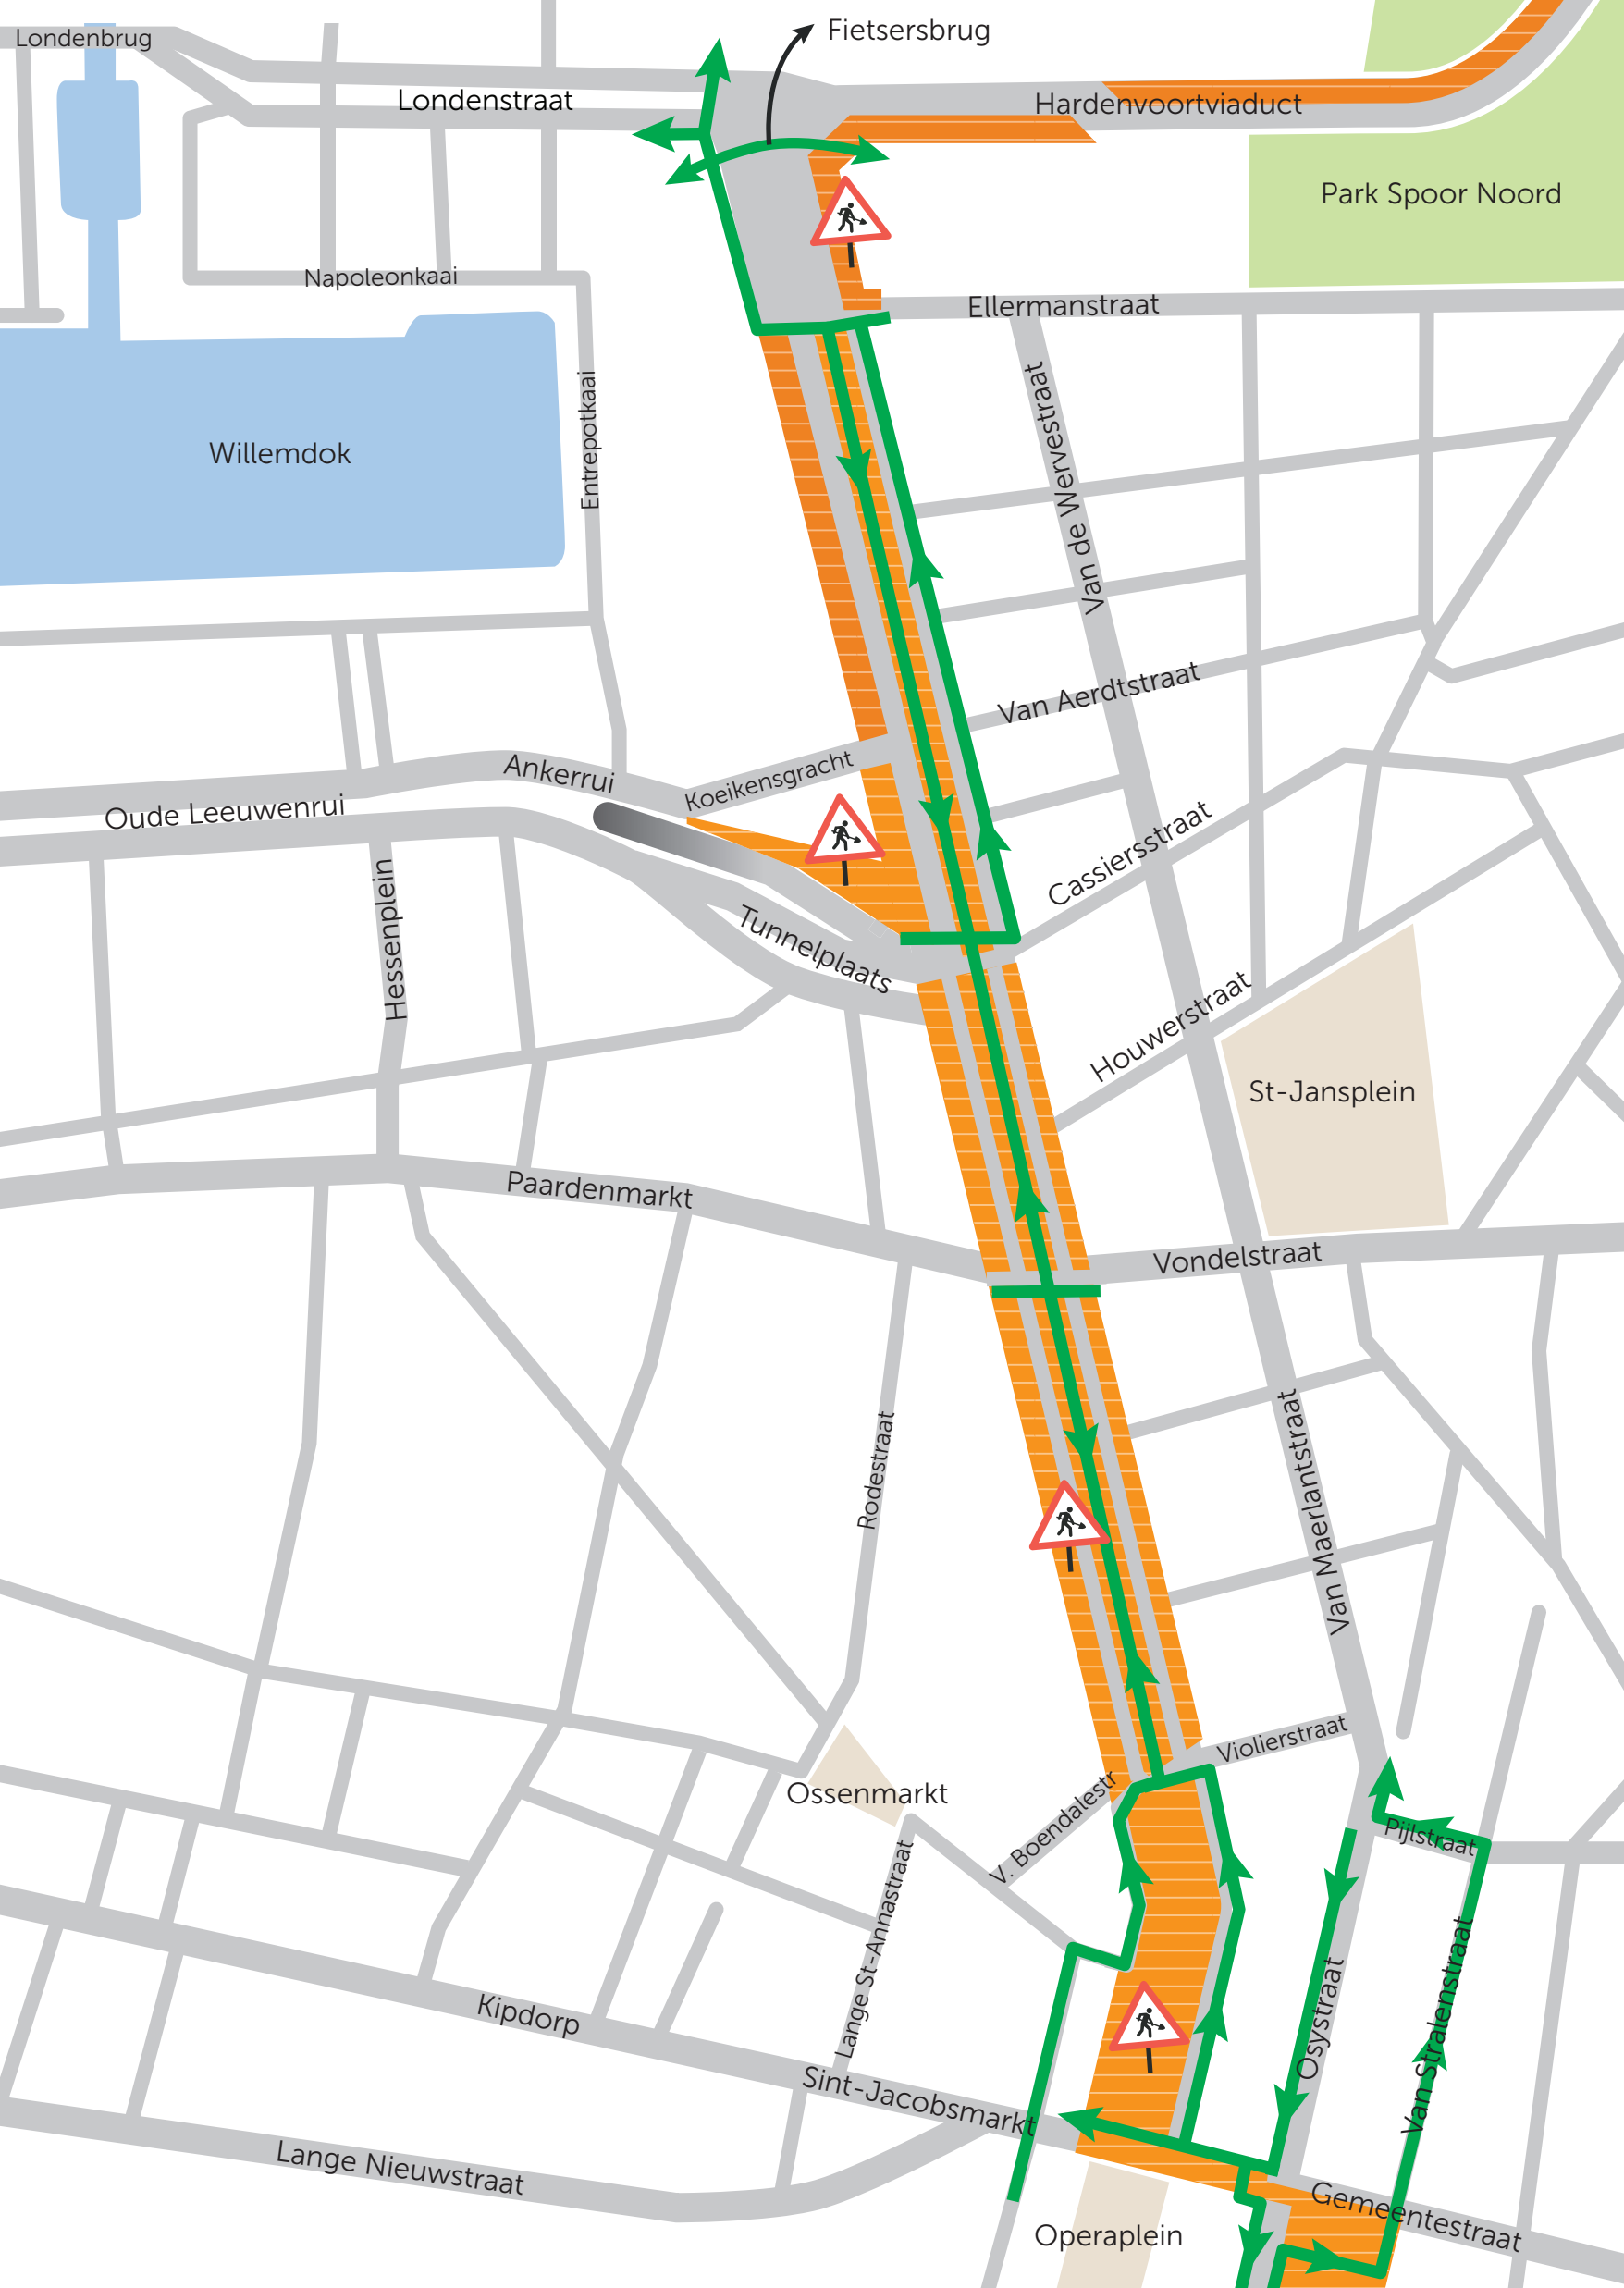 Fietsersbrug
Londenbrug
Londenstraat
Hardenvoortviaduct
Park Spoor Noord
Napoleonkaai
Ellermanstraat
Entrepotkaai
Van de Wervestraat
Willemdok
Van Aerdtstraat
Ankerrui
Koeikensgracht
Oude Leeuwenrui
Cassiersstraat
Hessenplein
Tunnelplaats
Houwerstraat
St-Jansplein
Paardenmarkt
Vondelstraat
Rodestraat
Van Maerlantstraat
Violierstraat
Ossenmarkt
V. Boendalestr
Pijlstraat
Lange St-Annastraat
Osystraat
Van Stralenstraat
Kipdorp
Sint-Jacobsmarkt
Lange Nieuwstraat
Gemeentestraat
Operaplein